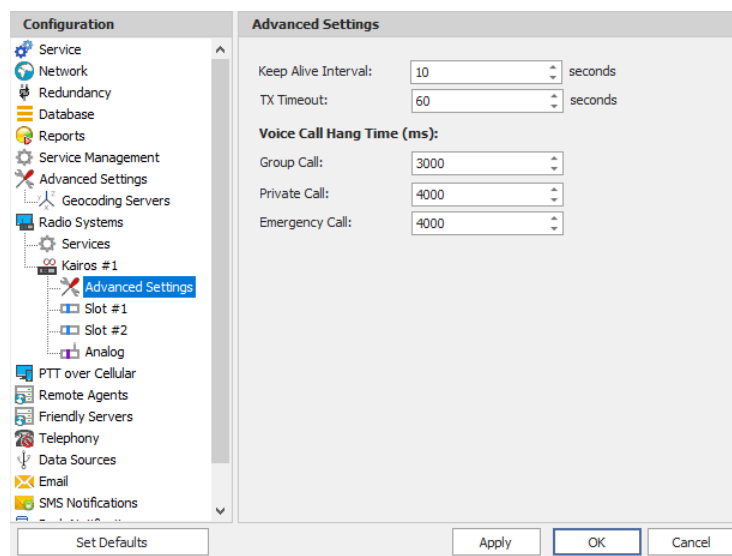 Configuration
Service
Network
Redundancy
Database
Reports
Service Management
Advanced Settings
Geocoding Servers
Radio Systems
Services
Kairos #1
Advanced Settings
Slot #1
Slot #2
Analog
PTT over Cellular
Remote Agents
Friendly Servers
Telephony
Data Sources
Email
SMS Notifications
Advanced Settings
Keep Alive Interval: 10 seconds
TX Timeout: 60 seconds
Voice Call Hang Time (ms):
Group Call: 3000
Private Call: 4000
Emergency Call: 4000
Set Defaults
Apply
OK
Cancel